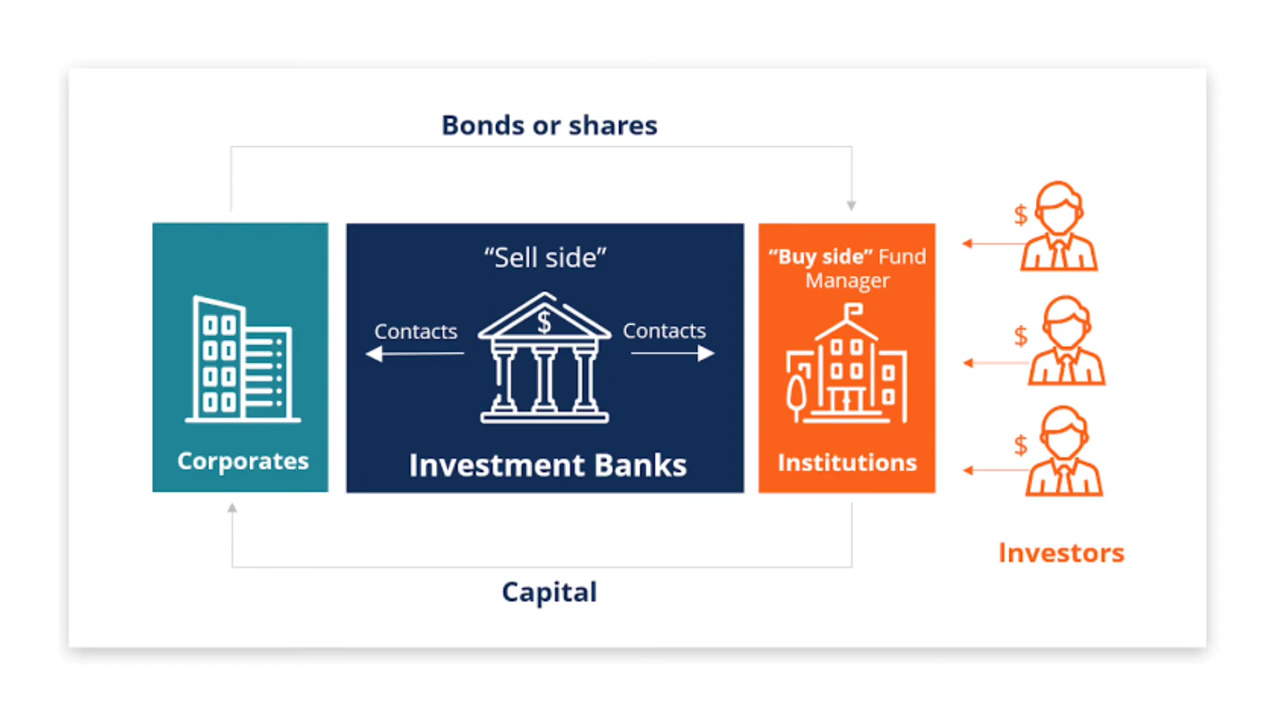 Bonds or shares
“Sell side”
Contacts
$
Contacts
Investment Banks
Corporates
“Buy side” Fund
Manager
Institutions
$
$
$
Investors
Capital